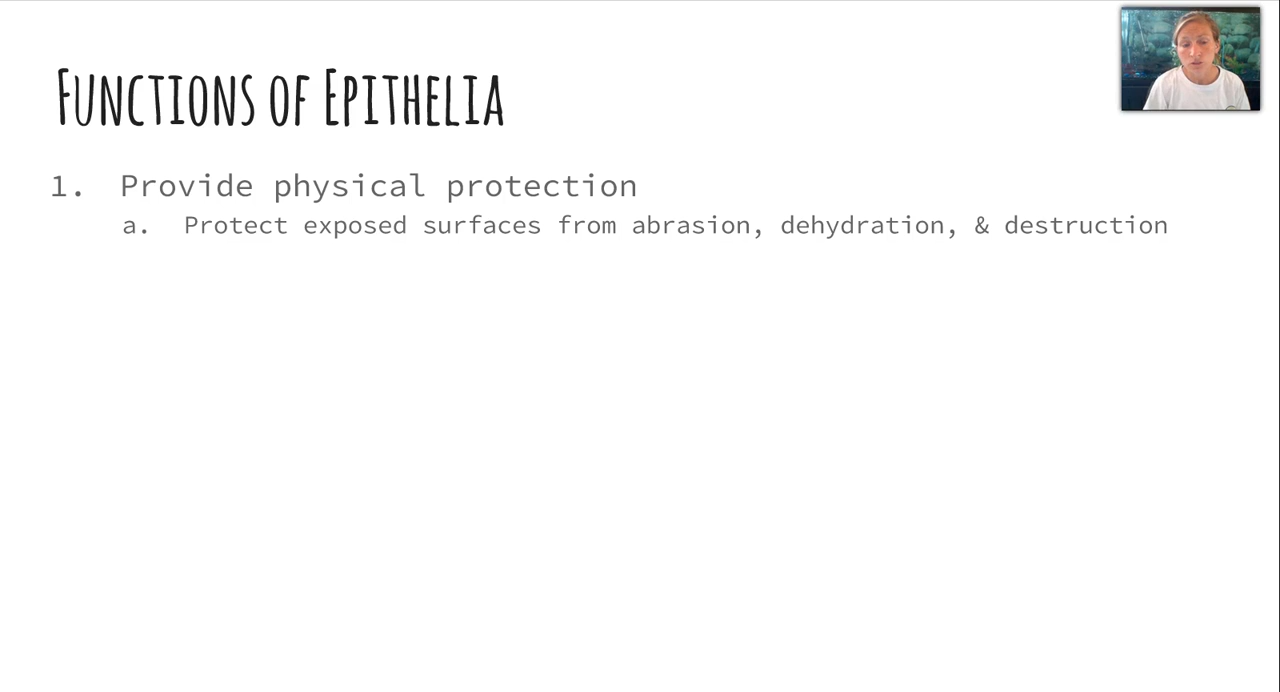 Functions of Epithelia
1. Provide physical protection
a. Protect exposed surfaces from abrasion, dehydration, & destruction